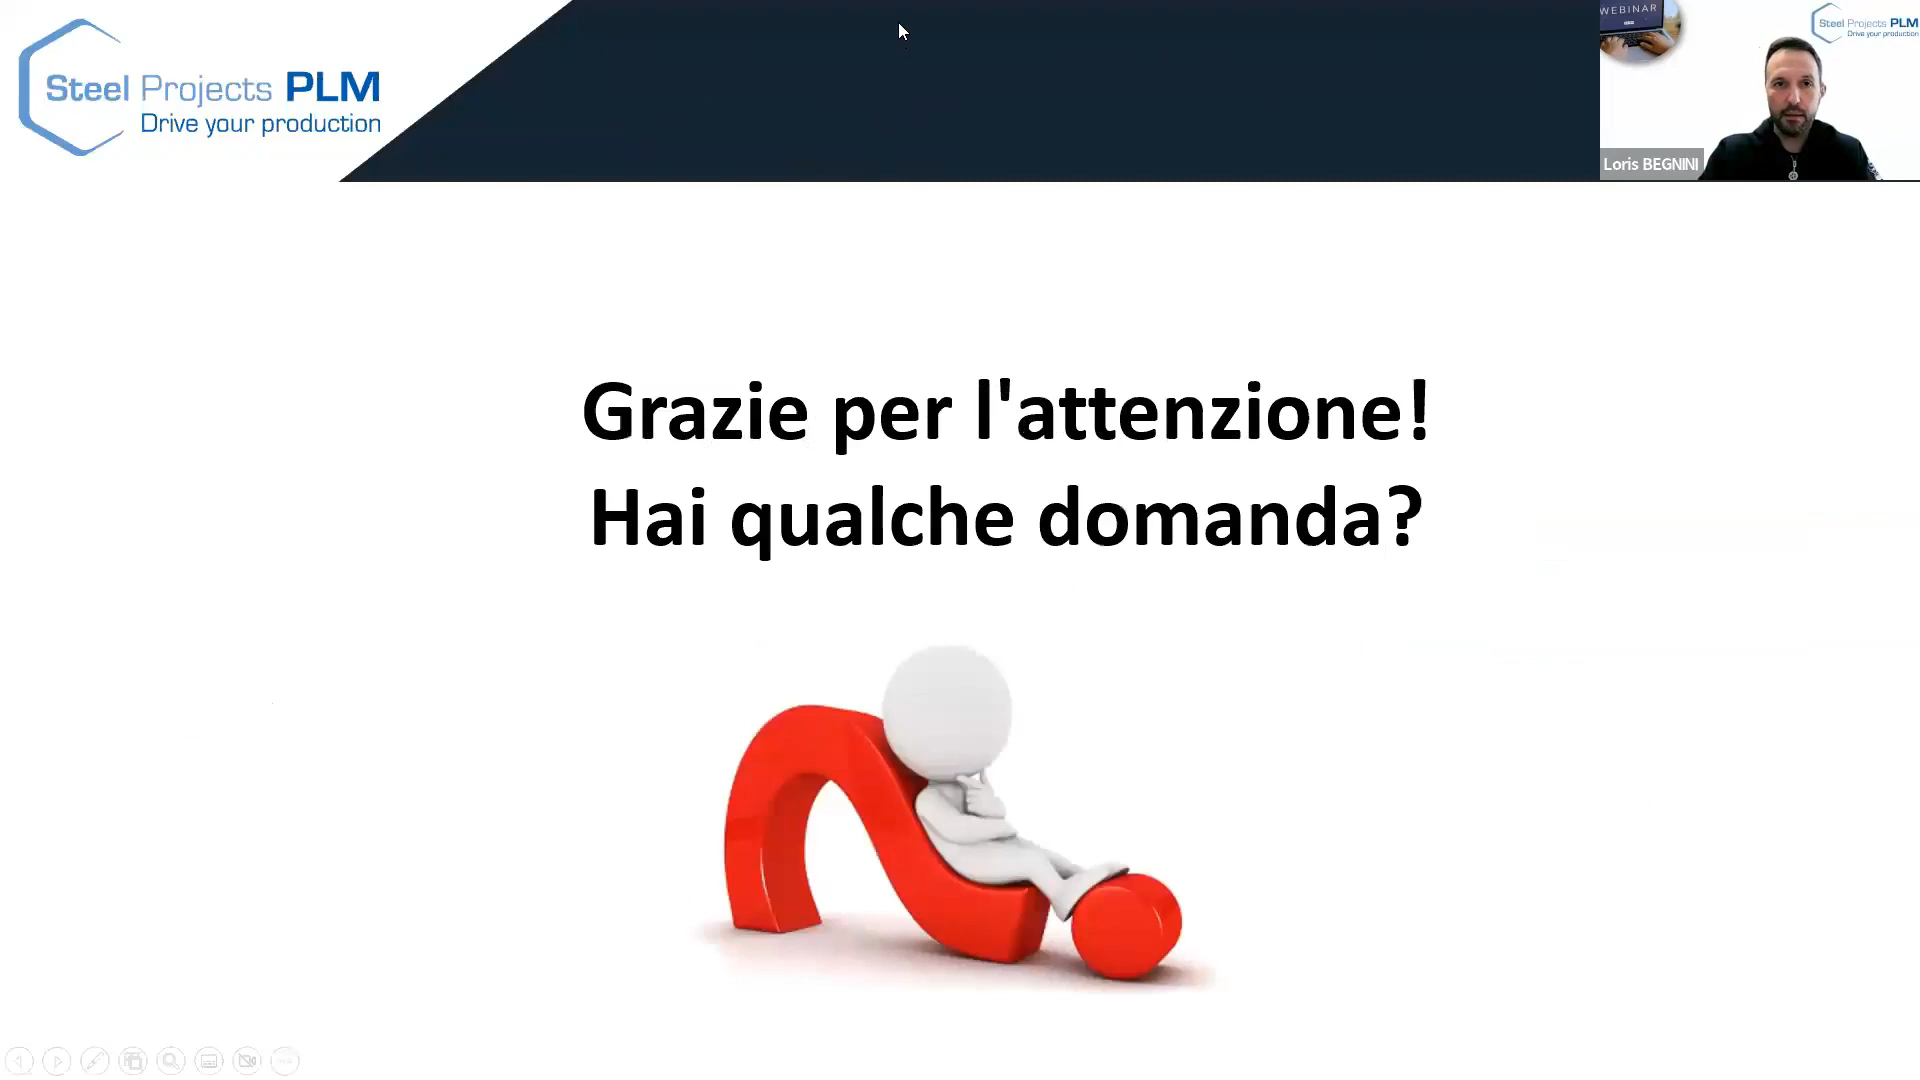 Steel Projects PLM
Drive your production
WEBINAR
Steel Projects PLM
Drive your production
Loris BEGNINI
Grazie per l'attenzione!
Hai qualche domanda?